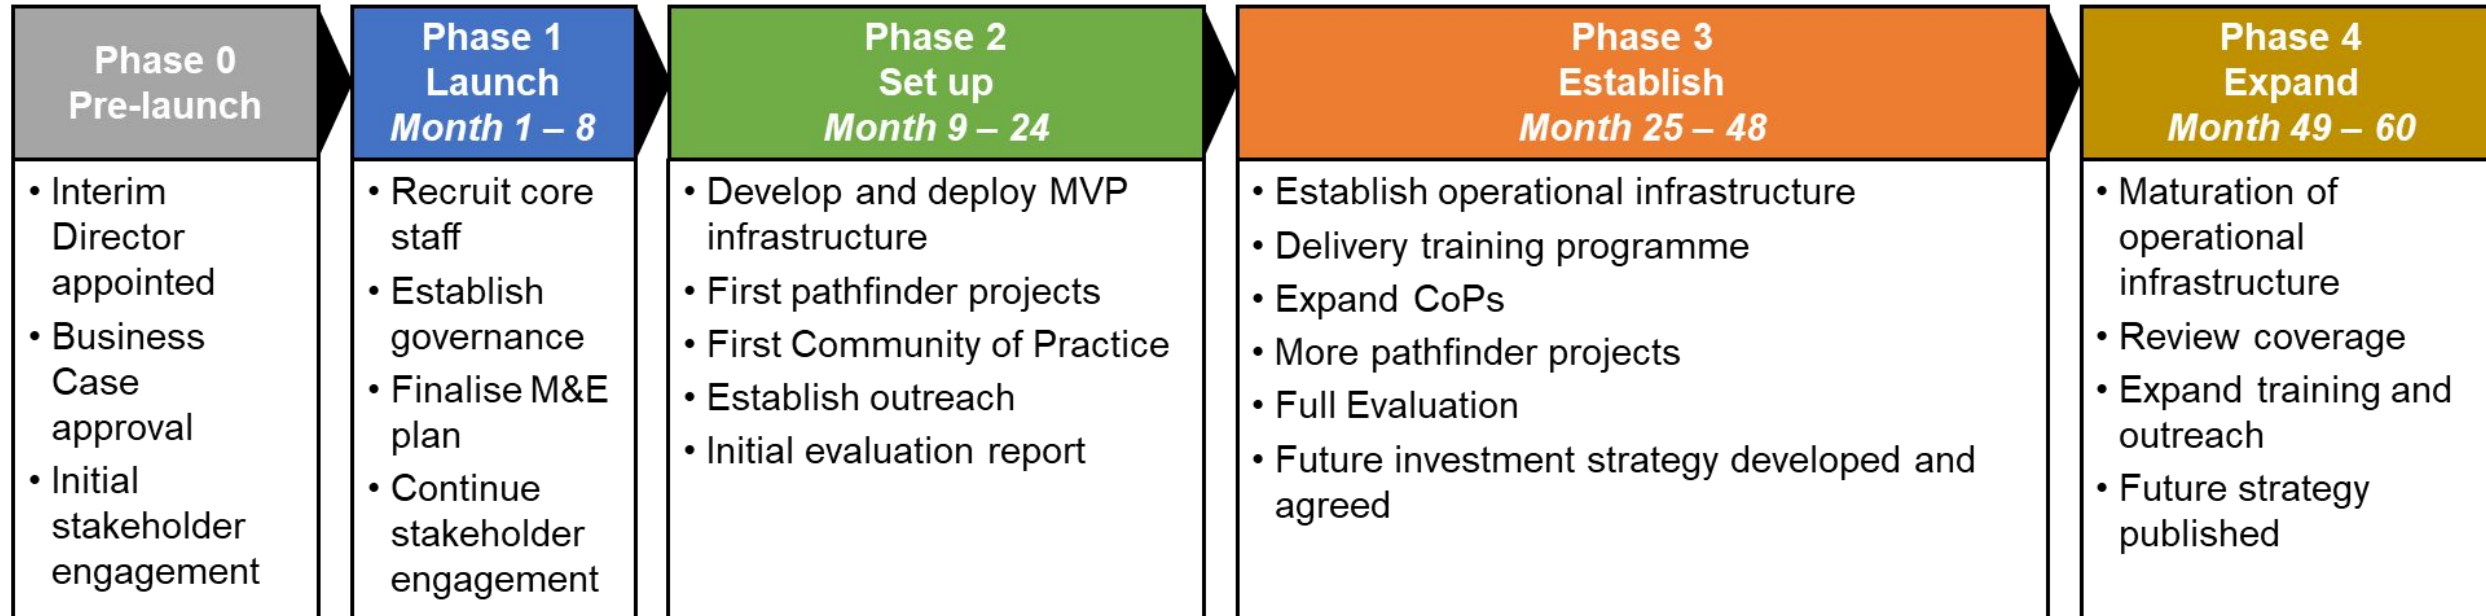 Phase 0
Pre-launch
• Interim
Director
appointed
• Business
Case
approval
• Initial
stakeholder
engagement
Phase 1
Launch
Month 1 – 8
• Recruit core
staff
• Establish
governance
• Finalise M&E
plan
• Continue
stakeholder
engagement
Phase 2
Set up
Month 9 – 24
• Develop and deploy MVP
infrastructure
• First pathfinder projects
• First Community of Practice
• Establish outreach
• Initial evaluation report
Phase 3
Establish
Month 25 – 48
• Establish operational infrastructure
• Delivery training programme
• Expand CoPs
• More pathfinder projects
• Full Evaluation
• Future investment strategy developed and
agreed
Phase 4
Expand
Month 49 – 60
• Maturation of
operational
infrastructure
• Review coverage
• Expand training and
outreach
• Future strategy
published